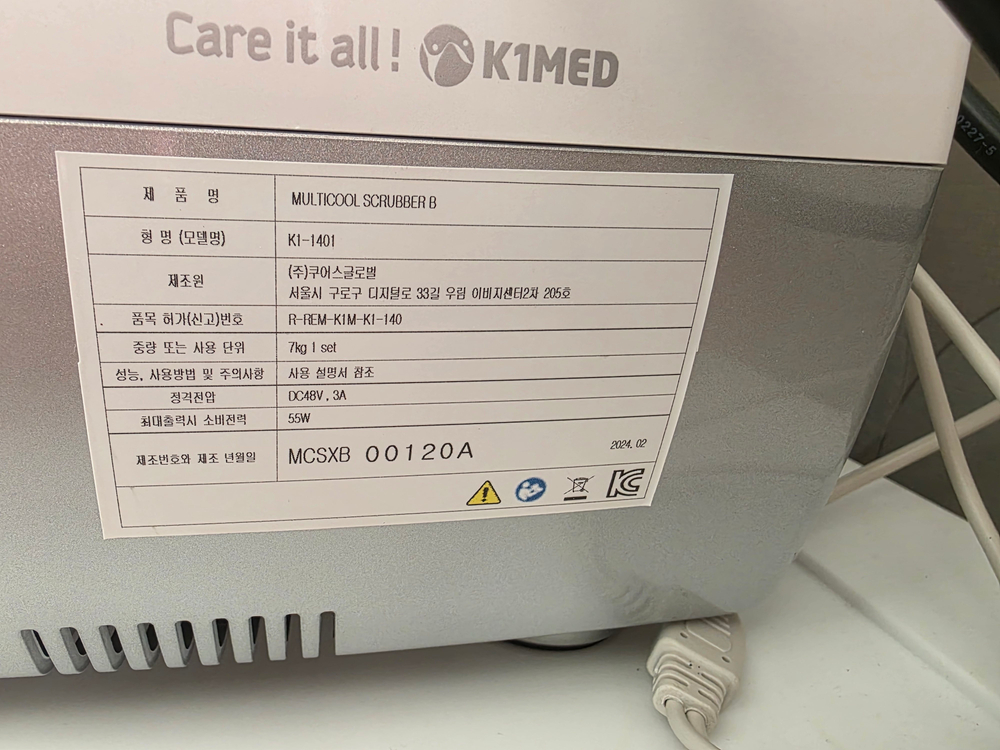 Care it all! K1MED
0227-5
제 품 명 MULTICOOL SCRUBBER B
형 명 (모델명) K1-1401
제조원 (주)쿠어스글로벌
서울시 구로구 디지털로 33길 우림 이비지센터2차 205호
품목 허가(신고)번호 R-REM-K1M-K1-140
중량 또는 사용 단위 7kg 1 set
성능, 사용방법 및 주의사항 사용 설명서 참조
정격전압 DC48V, 3A
최대출력시 소비전력 55W
제조번호와 제조 년월일 MCSXB 00120A 2024. 02